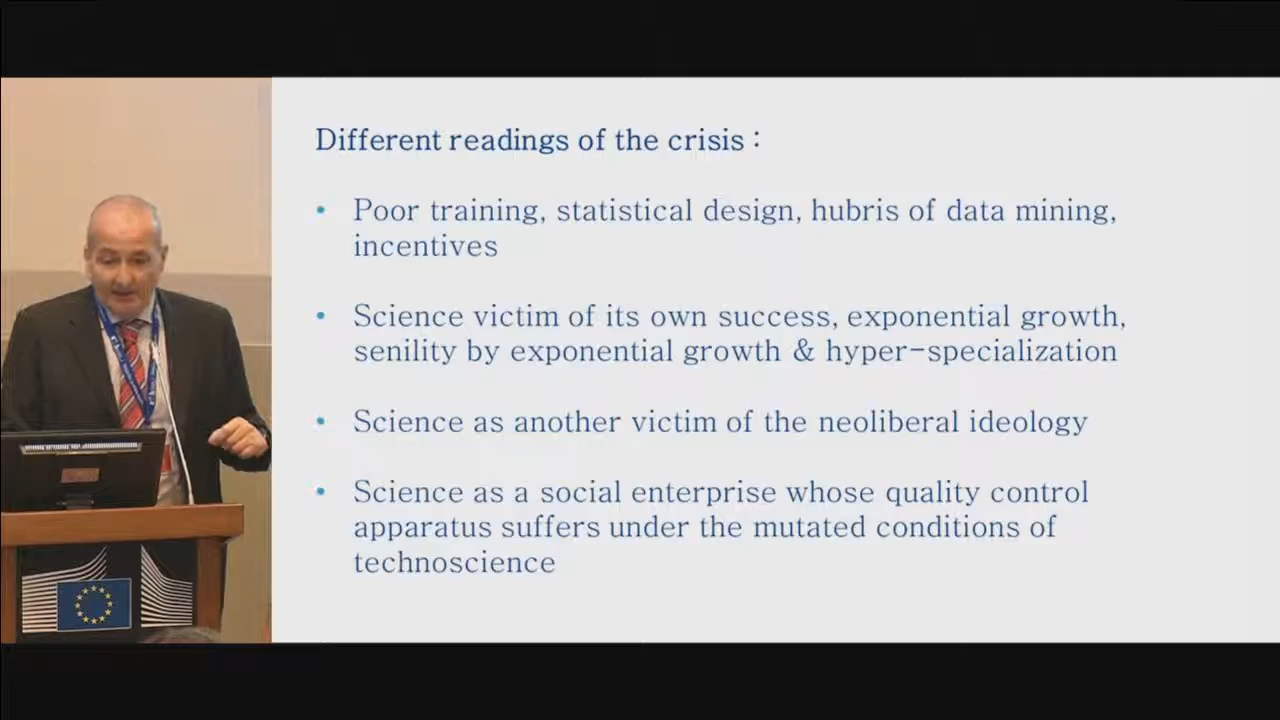 Different readings of the crisis :
• Poor training, statistical design, hubris of data mining,
incentives
• Science victim of its own success, exponential growth,
senility by exponential growth & hyper-specialization
• Science as another victim of the neoliberal ideology
• Science as a social enterprise whose quality control
apparatus suffers under the mutated conditions of
technoscience